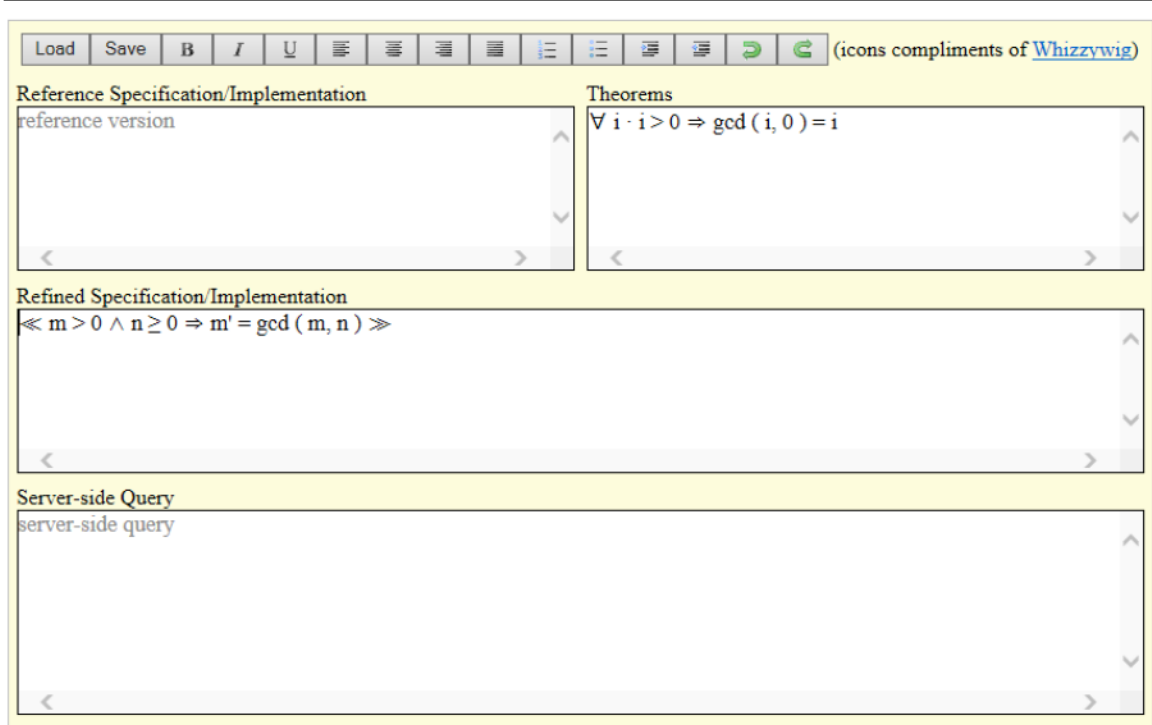 Load Save B I U (icons compliments of Whizzywig)
Reference Specification/Implementation Theorems
reference version ∀ i · i > 0 ⇒ gcd ( i, 0 ) = i
Refined Specification/Implementation
≪ m > 0 ∧ n ≥ 0 ⇒ m' = gcd ( m, n ) ≫
Server-side Query
server-side query